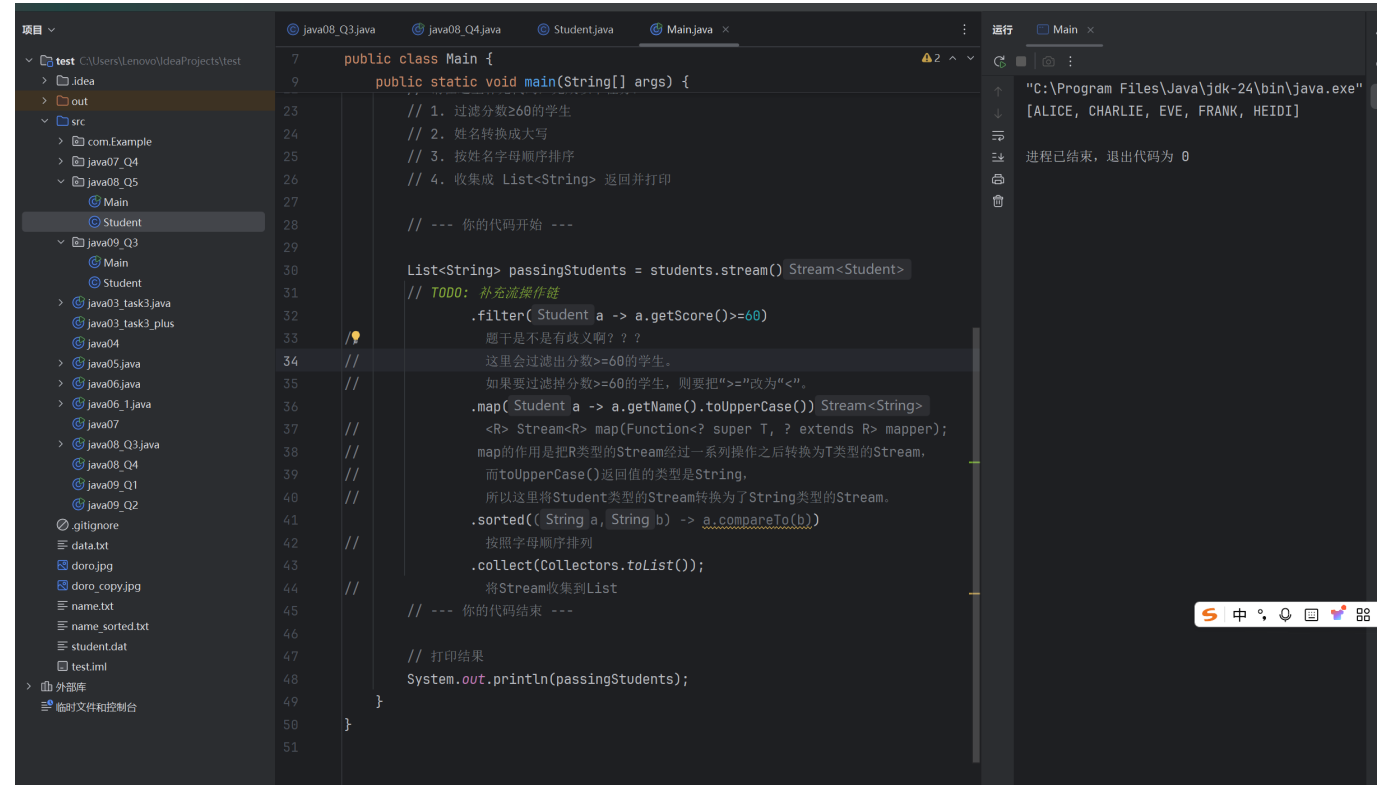 项目
test C:\Users\Lenovo\IdeaProjects\test
.idea
out
src
com.Example
java07_Q4
java08_Q5
Main
Student
java09_Q3
Main
Student
java03_task3.java
java03_task3_plus
java04
java05.java
java06.java
java06_1.java
java07
java08_Q3.java
java08_Q4
java09_Q1
java09_Q2
.gitignore
data.txt
doro.jpg
doro_copy.jpg
name.txt
name_sorted.txt
student.dat
test.iml
外部库
临时文件和控制台
java08_Q3.java java08_Q4.java Student.java Main.java
2
7 public class Main {
9 public static void main(String[] args) {
23 // 1. 过滤分数≥60的学生
24 // 2. 姓名转换成大写
25 // 3. 按姓名字母顺序排序
26 // 4. 收集成 List<String> 返回并打印
27
28 // --- 你的代码开始 ---
29
30 List<String> passingStudents = students.stream() Stream<Student>
31 // TODO: 补充流操作链
32 .filter( Student a -> a.getScore()>=60)
33 / 题干是不是有歧义啊？？？
34 // 这里会过滤出分数>=60的学生。
35 // 如果要过滤掉分数>=60的学生，则要把“>=”改为“<”。
36 .map( Student a -> a.getName().toUpperCase()) Stream<String>
37 // <R> Stream<R> map(Function<? super T, ? extends R> mapper);
38 // map的作用是把R类型的Stream经过一系列操作之后转换为T类型的Stream，
39 // 而toUpperCase()返回值的类型是String，
40 // 所以这里将Student类型的Stream转换为了String类型的Stream。
41 .sorted(( String a, String b) -> a.compareTo(b))
42 // 按照字母顺序排列
43 .collect(Collectors.toList());
44 // 将Stream收集到List
45 // --- 你的代码结束 ---
46
47 // 打印结果
48 System.out.println(passingStudents);
49 }
50 }
51
运行 Main
"C:\Program Files\Java\jdk-24\bin\java.exe"
[ALICE, CHARLIE, EVE, FRANK, HEIDI]
进程已结束，退出代码为 0
中